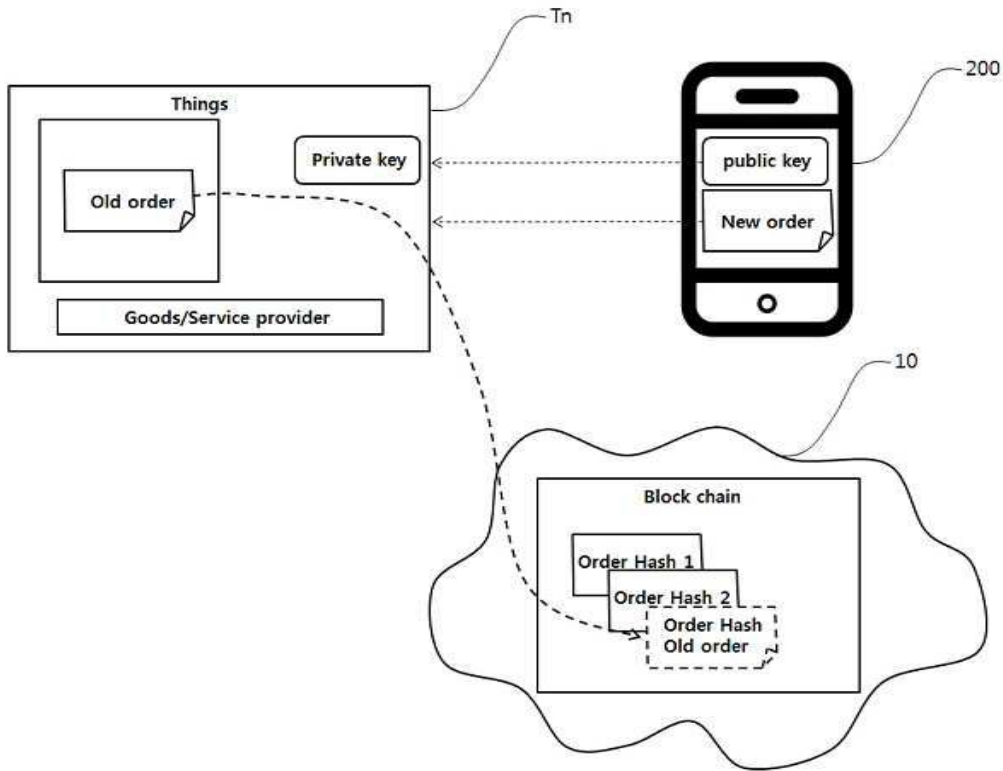 Tn
200
Things
Private key
public key
Old order
New order
Goods/Service provider
10
Block chain
Order Hash 1
Order Hash 2
Order Hash
Old order